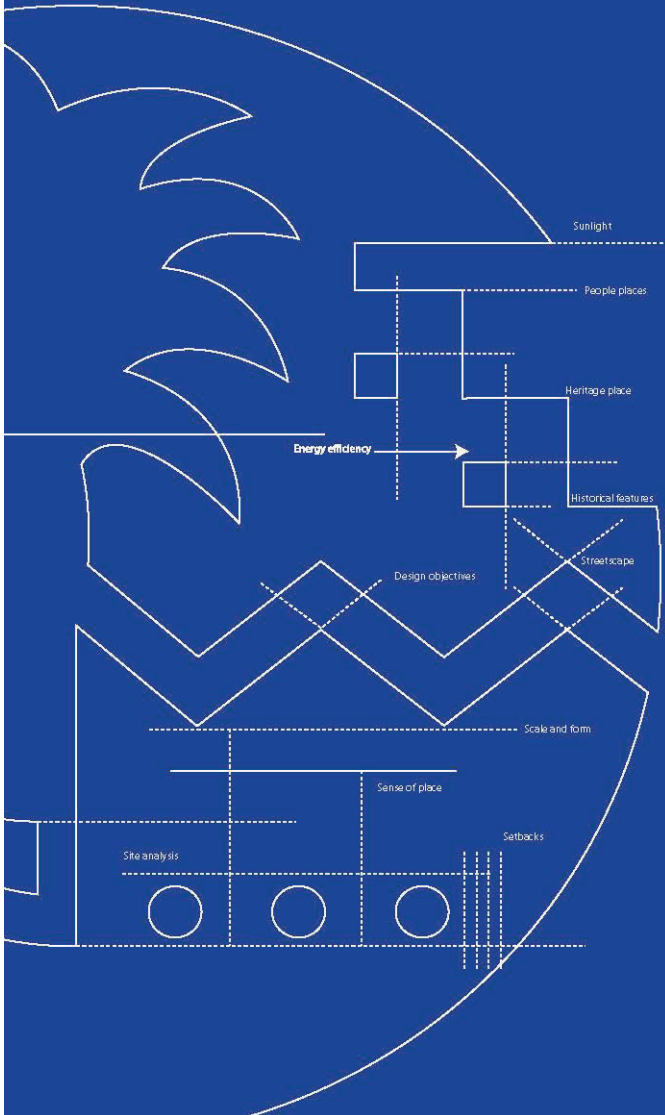 Sunlight
People places
Heritage place
Energy efficiency
Historical features
Streetscape
Design objectives
Scale and form
Sense of place
Setbacks
Site analysis